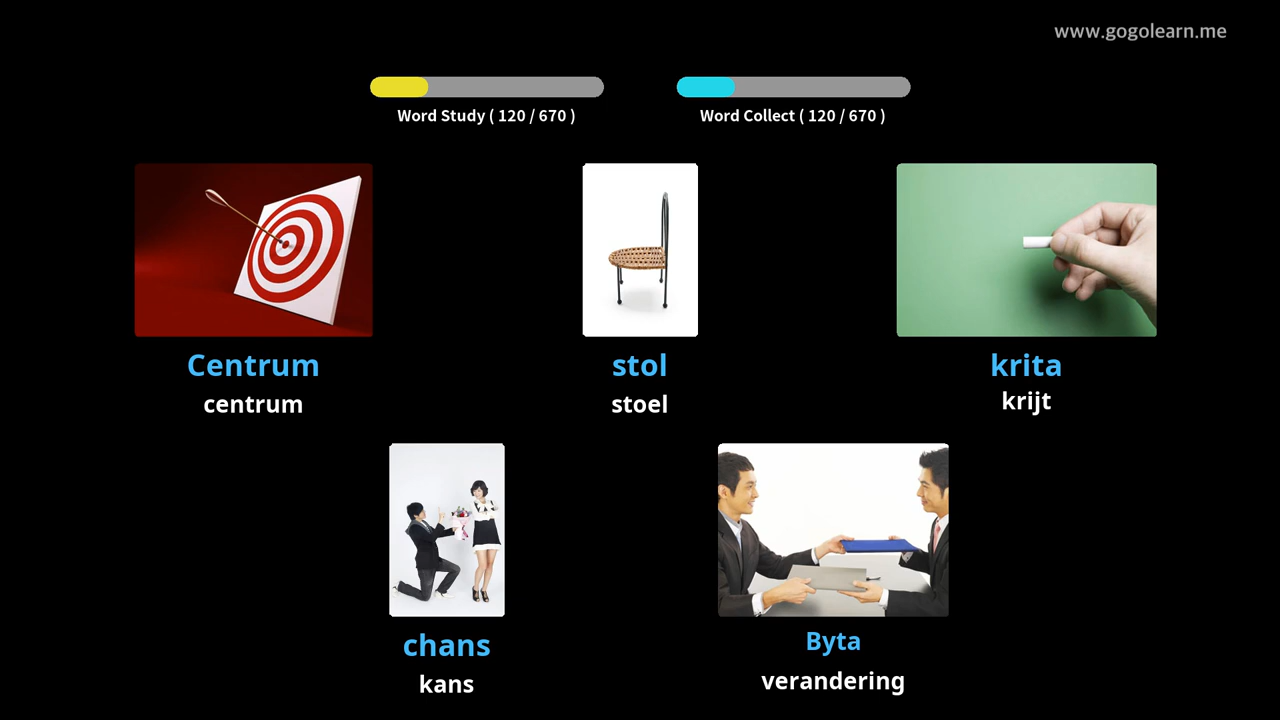 www.gogolearn.me
Word Study ( 120 / 670 )
Word Collect ( 120 / 670 )
Centrum
centrum
stol
stoel
krita
krijt
chans
kans
Byta
verandering